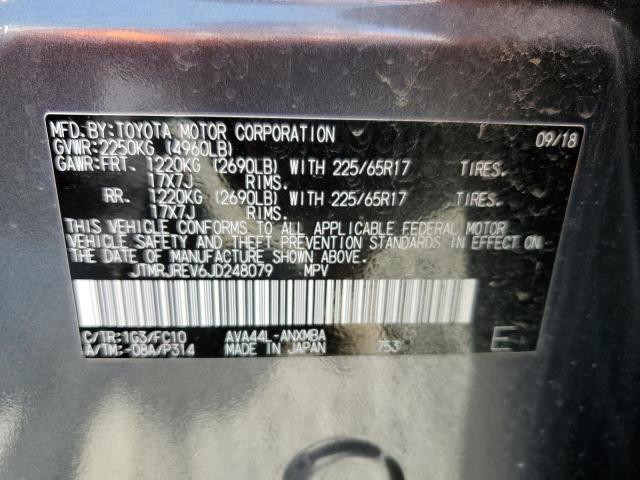 MFD.BY:TOYOTA MOTOR CORPORATION 09/18
GVWR:2250KG (4960LB)
GAWR:FRT. 1220KG (2690LB) WITH 225/65R17 TIRES.
17X7J RIMS.
RR. 1220KG (2690LB) WITH 225/65R17 TIRES.
17X7J RIMS.
THIS VEHICLE CONFORMS TO ALL APPLICABLE FEDERAL MOTOR
VEHICLE SAFETY AND THEFT PREVENTION STANDARDS IN EFFECT ON
THE DATE OF MANUFACTURE SHOWN ABOVE.
JTMRJREV6JD248079 MPV
C/TR:1G3/FC10 AVA44L-ANXMBA
A/TM:-08A/P314 MADE IN JAPAN 753 E